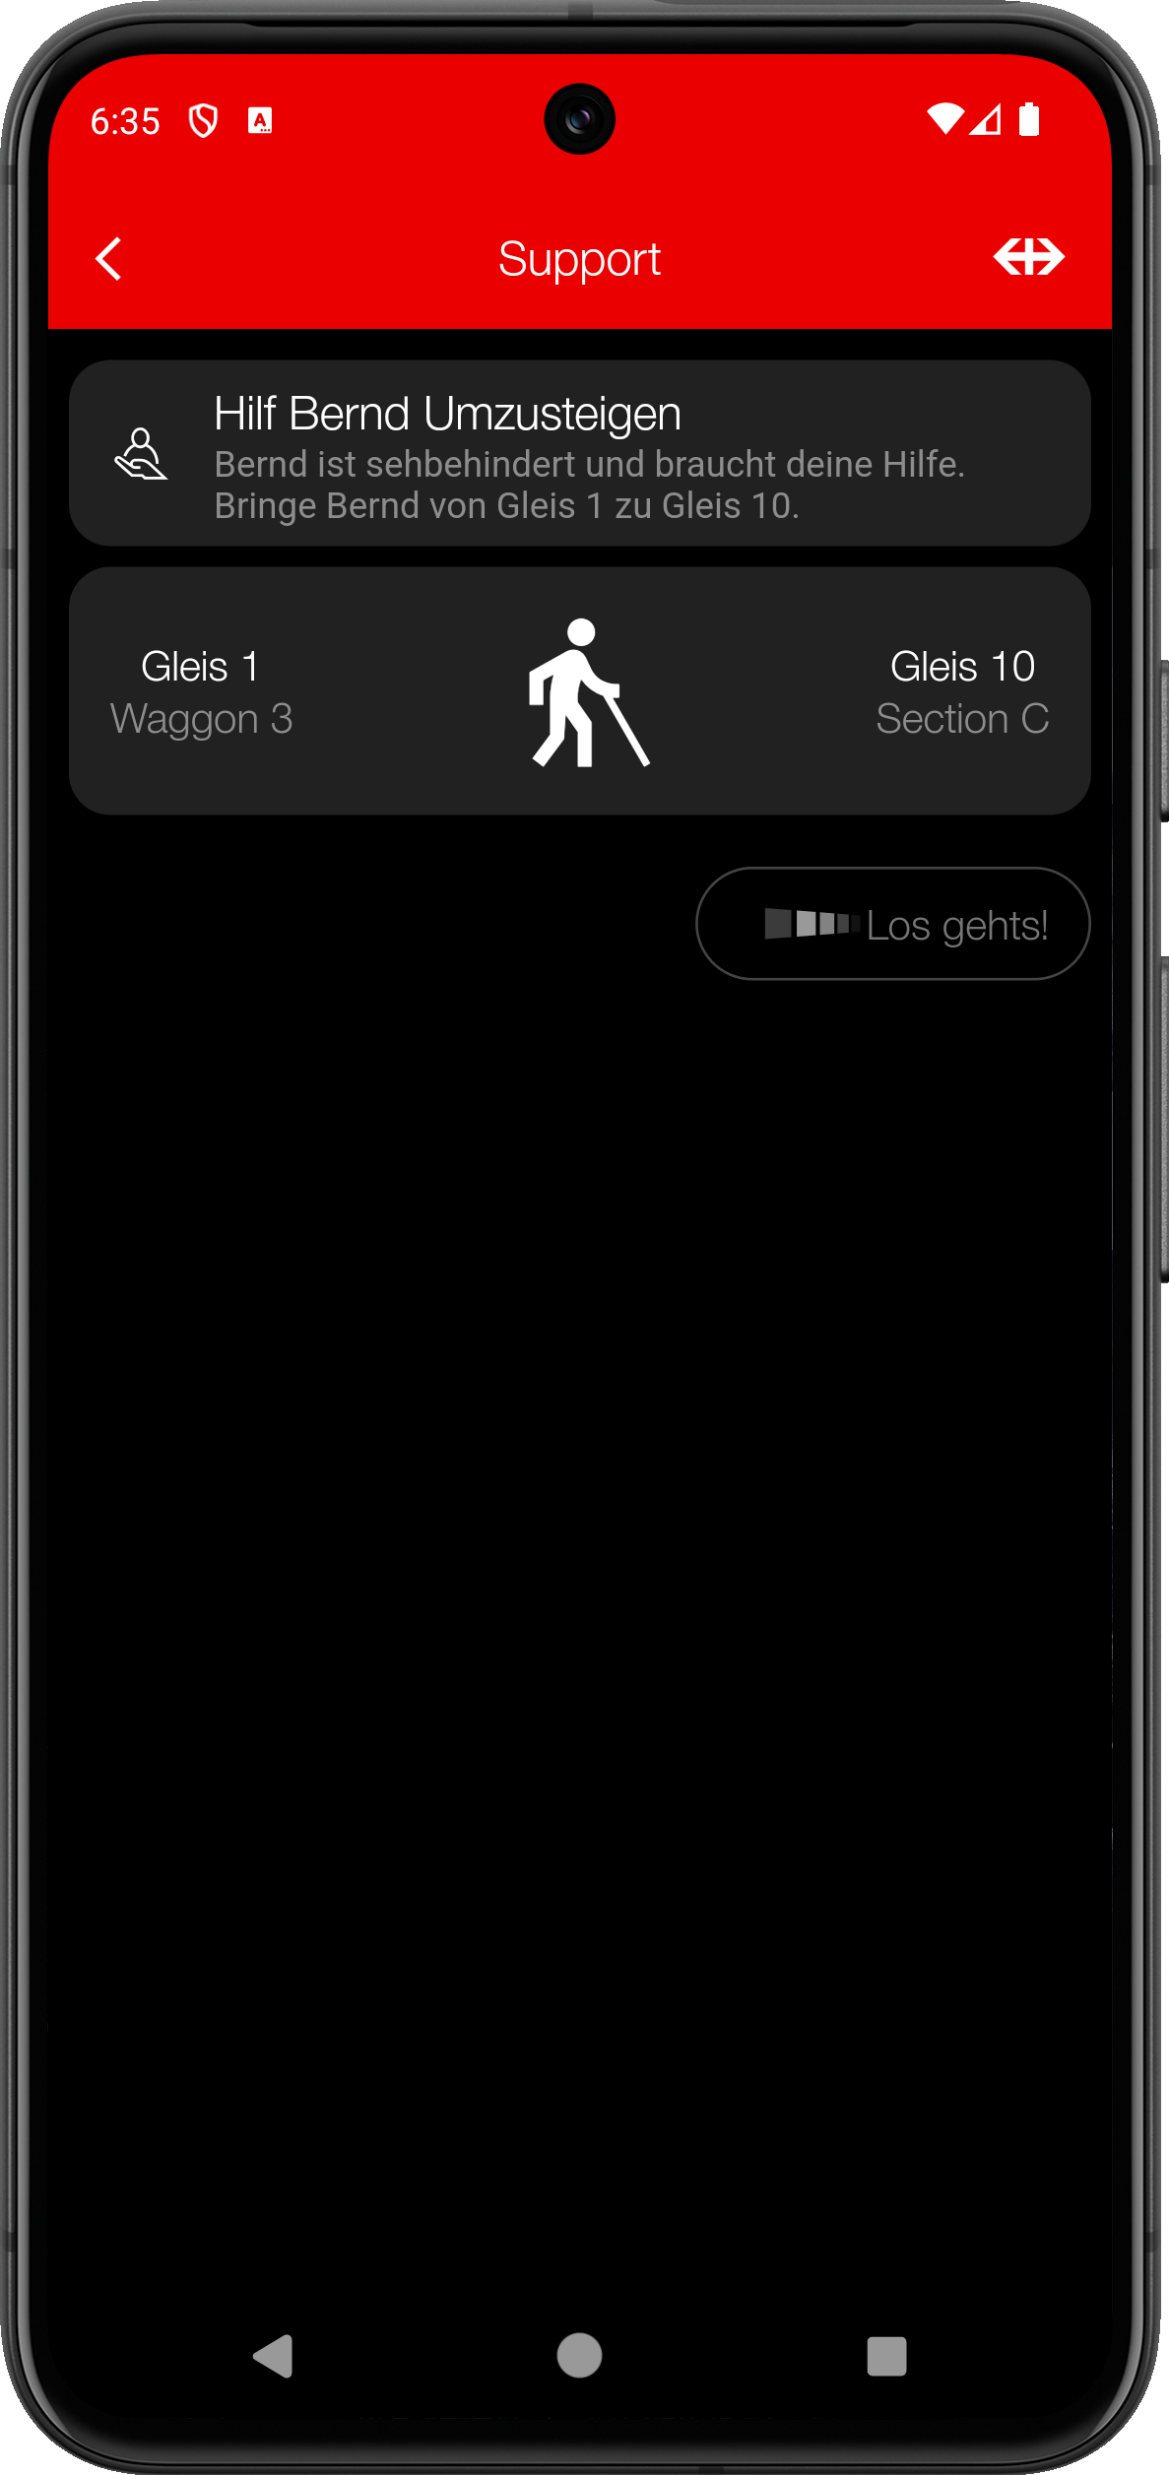 6:35
Support
Hilf Bernd Umzusteigen
Bernd ist sehbehindert und braucht deine Hilfe.
Bringe Bernd von Gleis 1 zu Gleis 10.
Gleis 1
Waggon 3
Gleis 10
Section C
Los gehts!